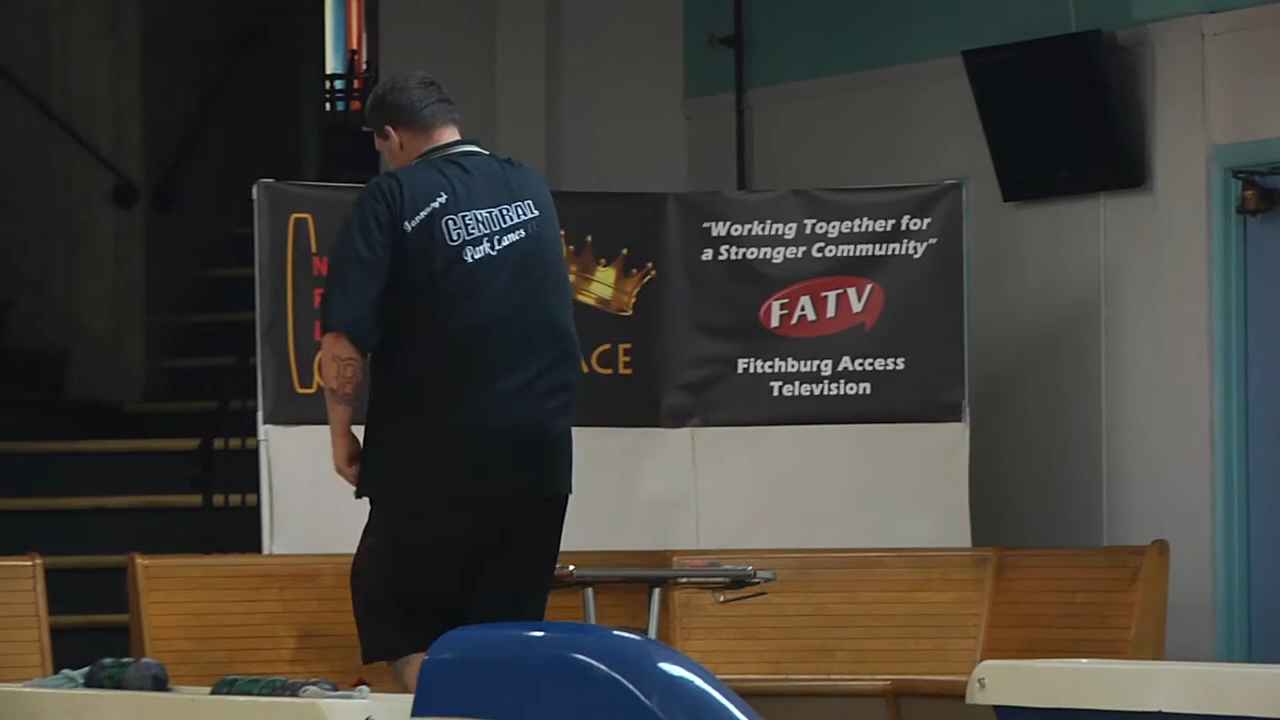 CENTRAL
Park Lanes
N
ACE
“Working Together for
a Stronger Community”
FATV
Fitchburg Access
Television